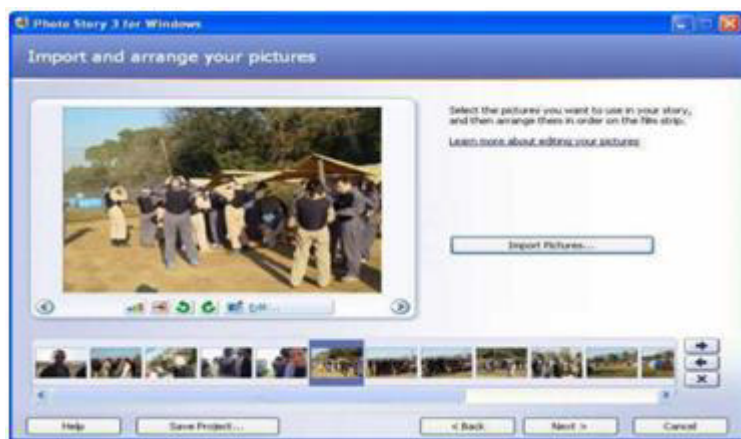 Photo Story 3 for Windows
Import and arrange your pictures
Select the pictures you want to use in your story,
and then arrange them in order on the film strip.
Learn more about editing your pictures
Import Pictures...
Edit...
Help
Save Project...
< Back
Next >
Cancel